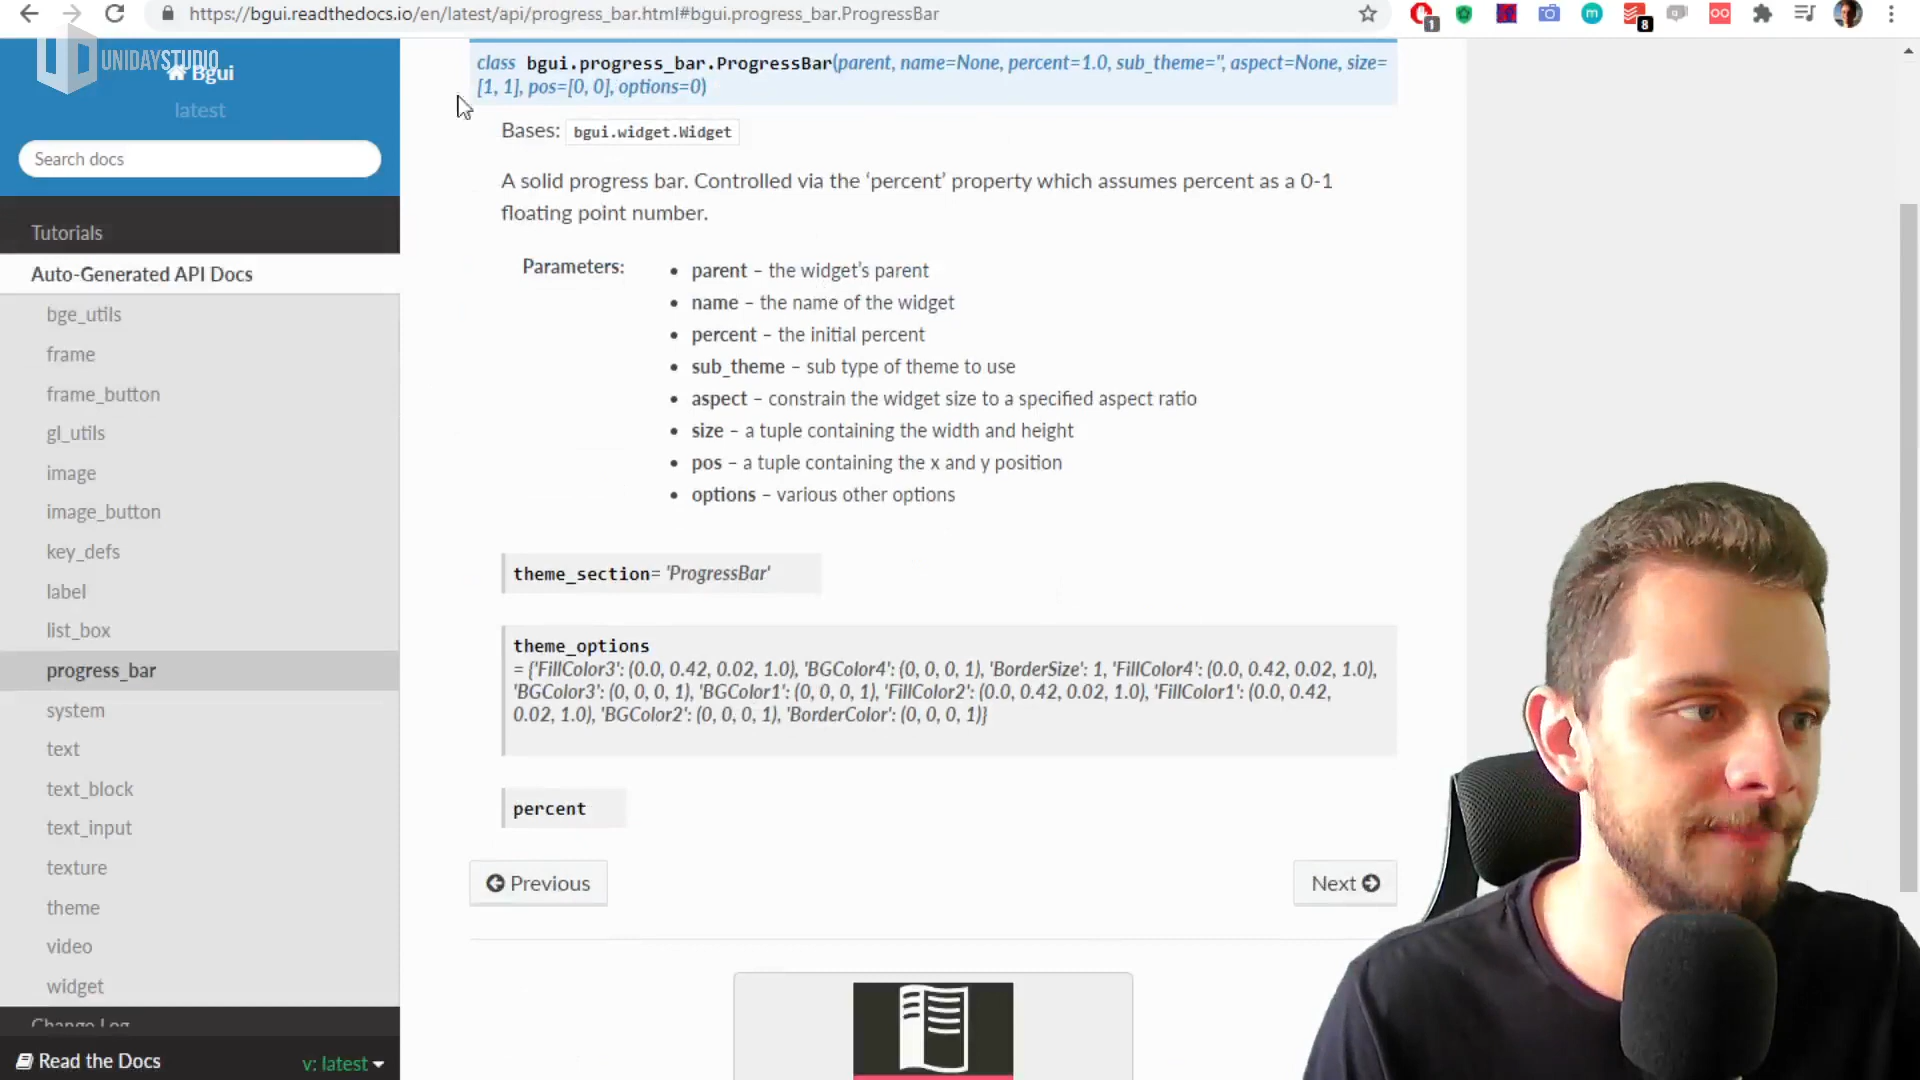 https://bgui.readthedocs.io/en/latest/api/progress_bar.html#bgui.progress_bar.ProgressBar
1
8
UNIDAYSTUDIO
Bgui
latest
Search docs
Tutorials
Auto-Generated API Docs
bge_utils
frame
frame_button
gl_utils
image
image_button
key_defs
label
list_box
progress_bar
system
text
text_block
text_input
texture
theme
video
widget
Change Log
Read the Docs
v: latest
class bgui.progress_bar.ProgressBar(parent, name=None, percent=1.0, sub_theme='', aspect=None, size=
[1, 1], pos=[0, 0], options=0)
Bases: bgui.widget.Widget
A solid progress bar. Controlled via the ‘percent’ property which assumes percent as a 0-1
floating point number.
Parameters:
• parent – the widget’s parent
• name – the name of the widget
• percent – the initial percent
• sub_theme – sub type of theme to use
• aspect – constrain the widget size to a specified aspect ratio
• size – a tuple containing the width and height
• pos – a tuple containing the x and y position
• options – various other options
theme_section= 'ProgressBar'
theme_options
= {'FillColor3': (0.0, 0.42, 0.02, 1.0), 'BGColor4': (0, 0, 0, 1), 'BorderSize': 1, 'FillColor4': (0.0, 0.42, 0.02, 1.0),
'BGColor3': (0, 0, 0, 1), 'BGColor1': (0, 0, 0, 1), 'FillColor2': (0.0, 0.42, 0.02, 1.0), 'FillColor1': (0.0, 0.42,
0.02, 1.0), 'BGColor2': (0, 0, 0, 1), 'BorderColor': (0, 0, 0, 1)}
percent
Previous
Next